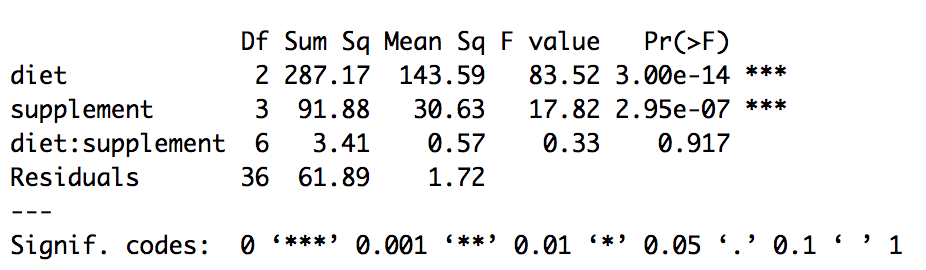 Df Sum Sq Mean Sq F value Pr(>F)
diet 2 287.17 143.59 83.52 3.00e-14 ***
supplement 3 91.88 30.63 17.82 2.95e-07 ***
diet:supplement 6 3.41 0.57 0.33 0.917
Residuals 36 61.89 1.72
---
Signif. codes: 0 ‘***’ 0.001 ‘**’ 0.01 ‘*’ 0.05 ‘.’ 0.1 ‘ ’ 1